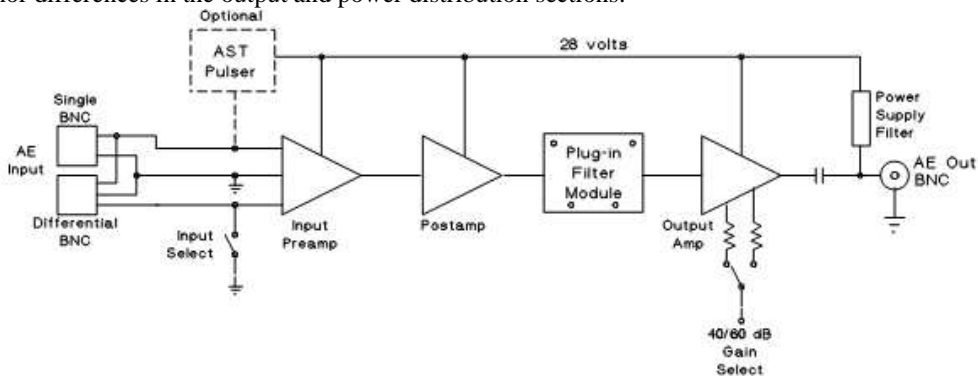 differences in the output and power distribution sections.
Optional
AST
Pulser
28 volts
Single
BNC
AE
Input
Differential
BNC
Input
Select
Input
Preamp
Postamp
Plug-in
Filter
Module
Output
Amp
40/60 dB
Gain
Select
Power
Supply
Filter
AE Out
BNC